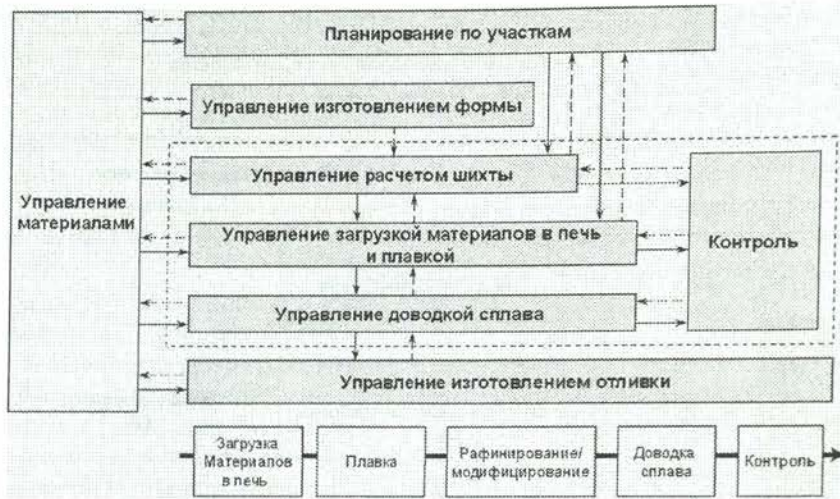 Планирование по участкам
Управление изготовлением формы
Управление расчетом шихты
Управление
материалами
Управление загрузкой материалов в печь
и плавкой
Контроль
Управление доводкой сплава
Управление изготовлением отливки
Загрузка
Материалов
в печь
Плавка
Рафинирование/
модифицирование
Доводка
сплава
Контроль